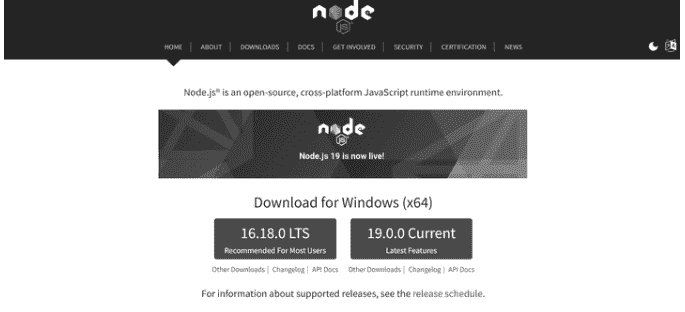 node
JS
HOME | ABOUT | DOWNLOADS | DOCS | GET INVOLVED | SECURITY | CERTIFICATION | NEWS
Node.js® is an open-source, cross-platform JavaScript runtime environment.
node
JS
Node.js 19 is now live!
Download for Windows (x64)
16.18.0 LTS 19.0.0 Current
Recommended For Most Users Latest Features
Other Downloads | Changelog | API Docs Other Downloads | Changelog | API Docs
For information about supported releases, see the release schedule.